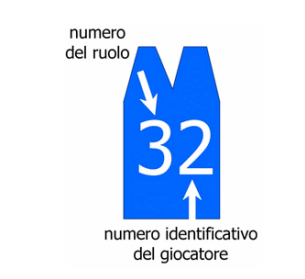 numero
del ruolo
32
numero identificativo
del giocatore